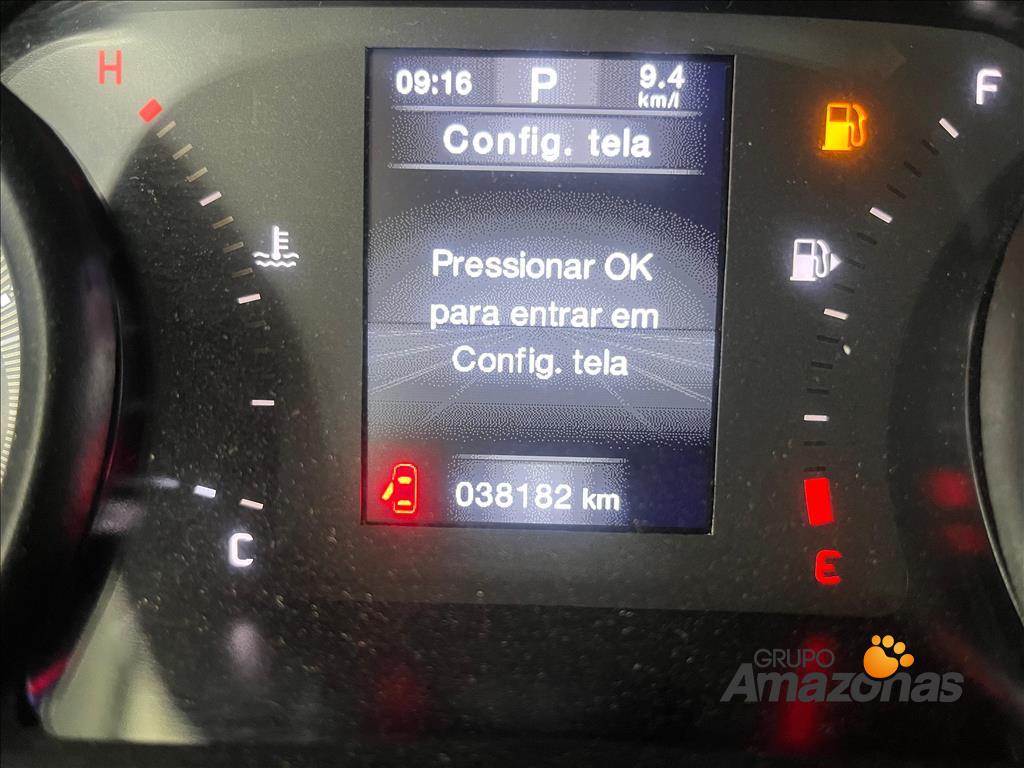 H
09:16 P 9.4
km/l
F
Config. tela
Pressionar OK
para entrar em
Config. tela
038182 km
C
E
GRUPO
Amazonas